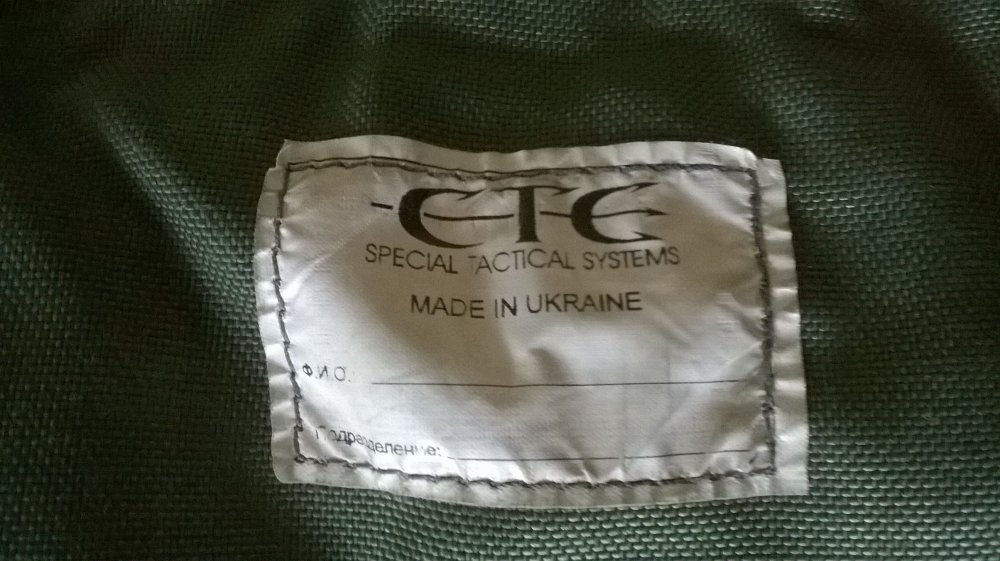 СТС
SPECIAL TACTICAL SYSTEMS
MADE IN UKRAINE
Ф.И.О.:
Подразделение: